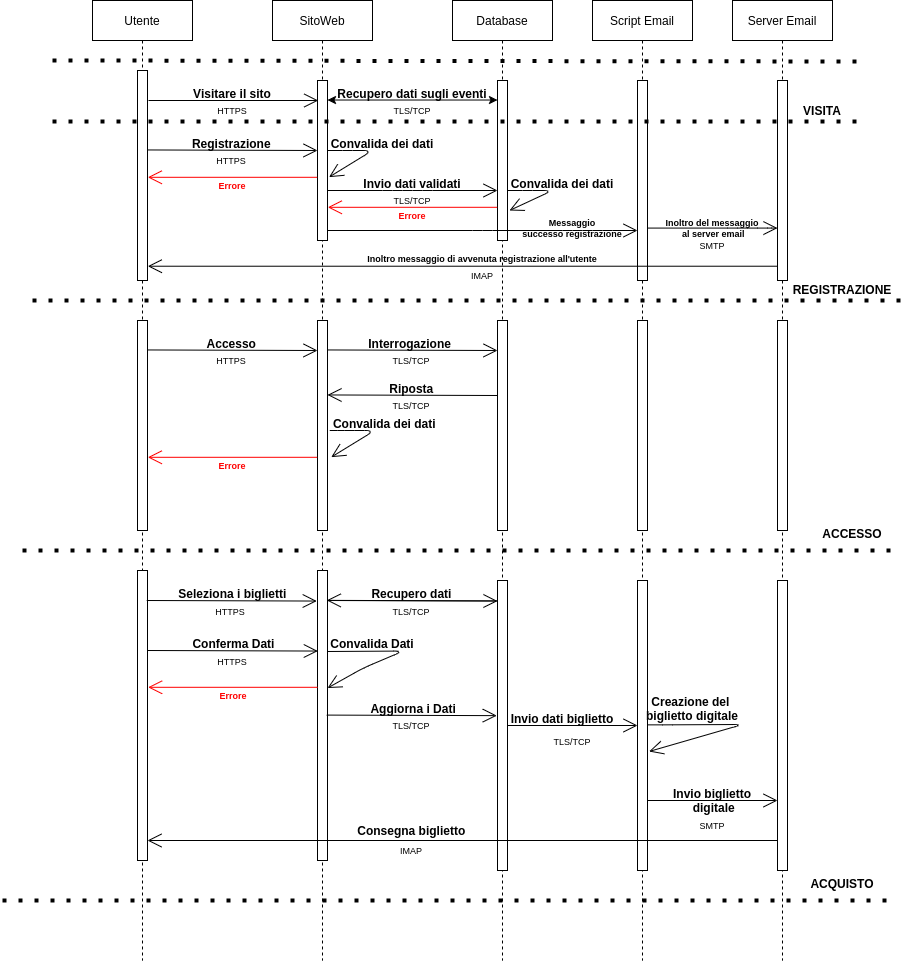 Utente
SitoWeb
Database
Script Email
Server Email
Visitare il sito
HTTPS
Recupero dati sugli eventi
TLS/TCP
VISITA
Registrazione
HTTPS
Convalida dei dati
Errore
Invio dati validati
TLS/TCP
Convalida dei dati
Errore
Messaggio
successo registrazione
Inoltro del messaggio
al server email
SMTP
Inoltro messaggio di avvenuta registrazione all'utente
IMAP
REGISTRAZIONE
Accesso
HTTPS
Interrogazione
TLS/TCP
Riposta
TLS/TCP
Convalida dei dati
Errore
ACCESSO
Seleziona i biglietti
HTTPS
Recupero dati
TLS/TCP
Conferma Dati
HTTPS
Convalida Dati
Errore
Aggiorna i Dati
TLS/TCP
Invio dati biglietto
TLS/TCP
Creazione del
biglietto digitale
Invio biglietto
digitale
SMTP
Consegna biglietto
IMAP
ACQUISTO